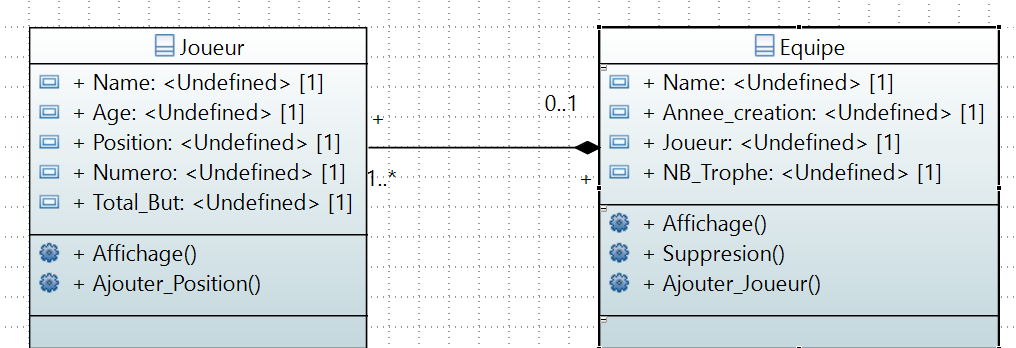 Joueur
+ Name: <Undefined> [1]
+ Age: <Undefined> [1]
+ Position: <Undefined> [1]
+ Numero: <Undefined> [1]
+ Total_But: <Undefined> [1]
+ Affichage()
+ Ajouter_Position()
+
1..*
0..1
+
Equipe
+ Name: <Undefined> [1]
+ Annee_creation: <Undefined> [1]
+ Joueur: <Undefined> [1]
+ NB_Trophe: <Undefined> [1]
+ Affichage()
+ Suppresion()
+ Ajouter_Joueur()